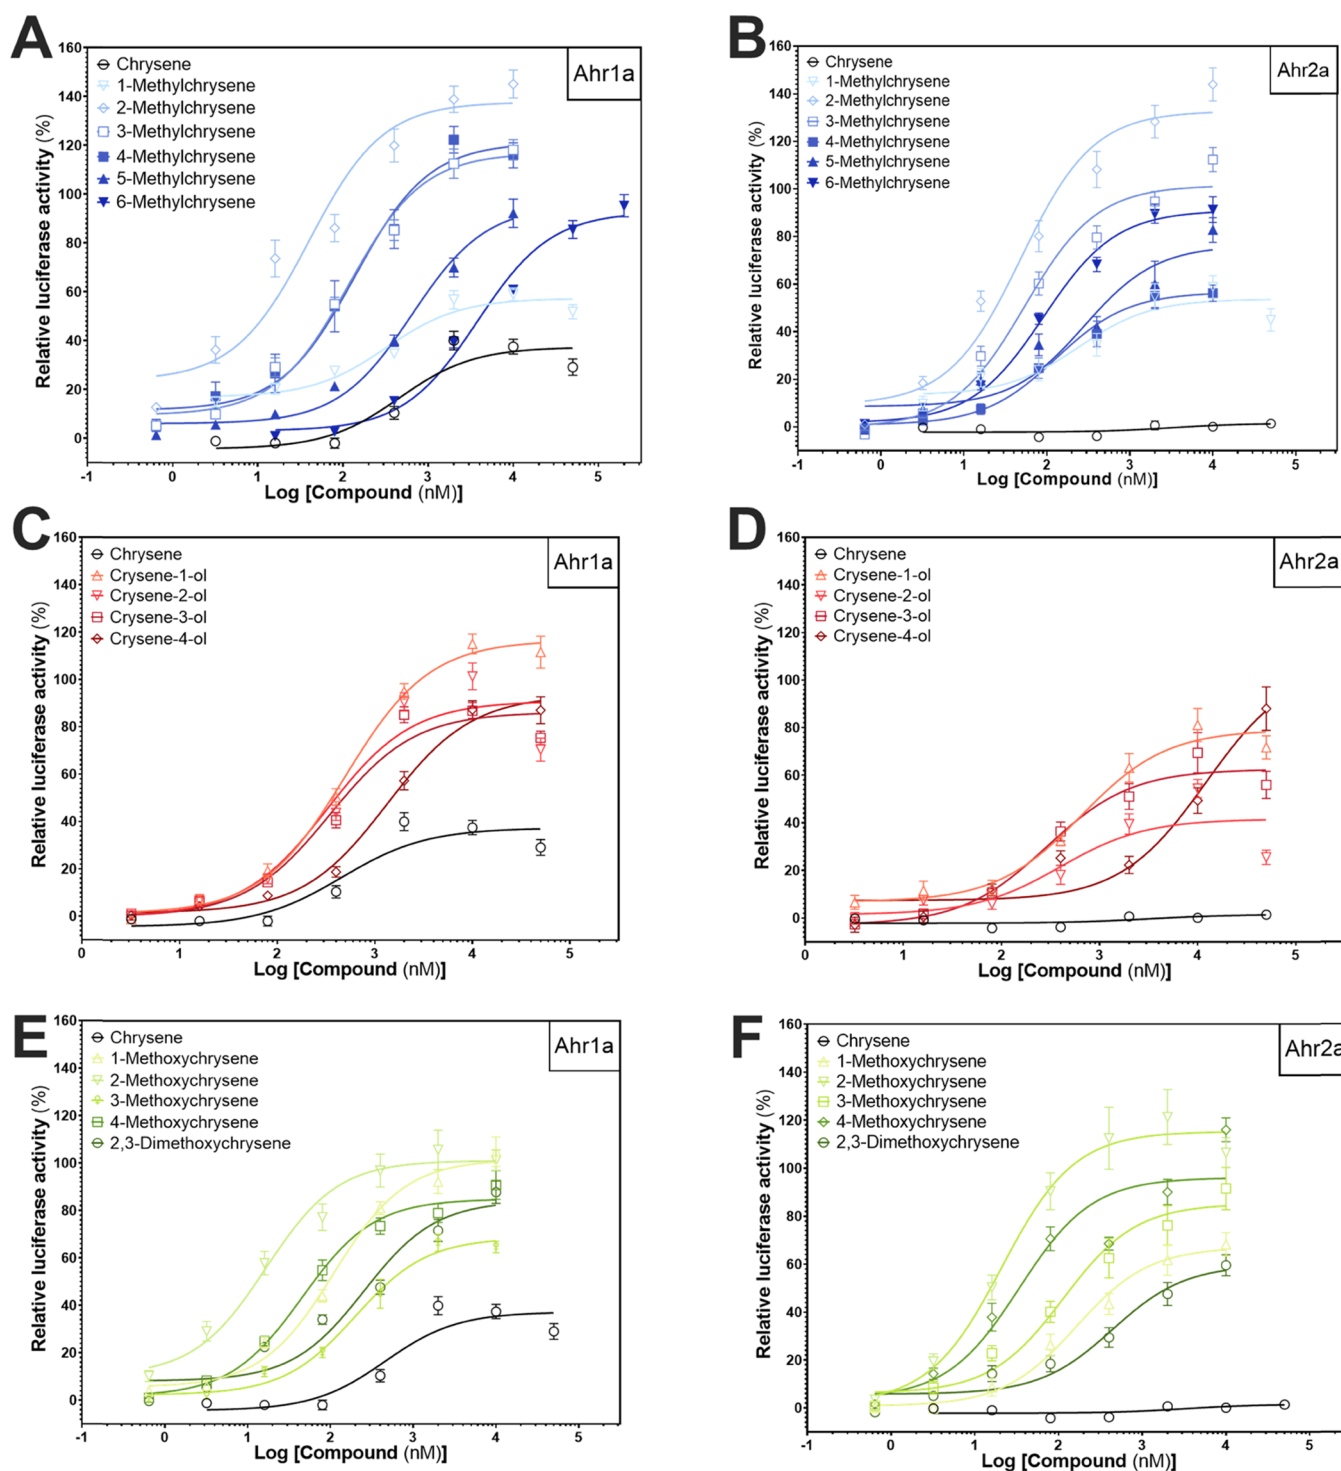 A
Relative luciferase activity (%)
160
140
120
100
80
60
40
20
0
Chrysene
1-Methylchrysene
2-Methylchrysene
3-Methylchrysene
4-Methylchrysene
5-Methylchrysene
6-Methylchrysene
Ahr1a
-1 0 1 2 3 4 5
Log [Compound (nM)]
B
Relative luciferase activity (%)
160
140
120
100
80
60
40
20
0
Chrysene
1-Methylchrysene
2-Methylchrysene
3-Methylchrysene
4-Methylchrysene
5-Methylchrysene
6-Methylchrysene
Ahr2a
-1 0 1 2 3 4 5
Log [Compound (nM)]
C
Relative luciferase activity (%)
160
140
120
100
80
60
40
20
0
Chrysene
Crysene-1-ol
Crysene-2-ol
Crysene-3-ol
Crysene-4-ol
Ahr1a
0 1 2 3 4 5
Log [Compound (nM)]
D
Relative luciferase activity (%)
160
140
120
100
80
60
40
20
0
Chrysene
Crysene-1-ol
Crysene-2-ol
Crysene-3-ol
Crysene-4-ol
Ahr2a
0 1 2 3 4 5
Log [Compound (nM)]
E
Relative luciferase activity (%)
160
140
120
100
80
60
40
20
0
Chrysene
1-Methoxychrysene
2-Methoxychrysene
3-Methoxychrysene
4-Methoxychrysene
2,3-Dimethoxychrysene
Ahr1a
-1 0 1 2 3 4 5
Log [Compound (nM)]
F
Relative luciferase activity (%)
160
140
120
100
80
60
40
20
0
Chrysene
1-Methoxychrysene
2-Methoxychrysene
3-Methoxychrysene
4-Methoxychrysene
2,3-Dimethoxychrysene
Ahr2a
-1 0 1 2 3 4 5
Log [Compound (nM)]